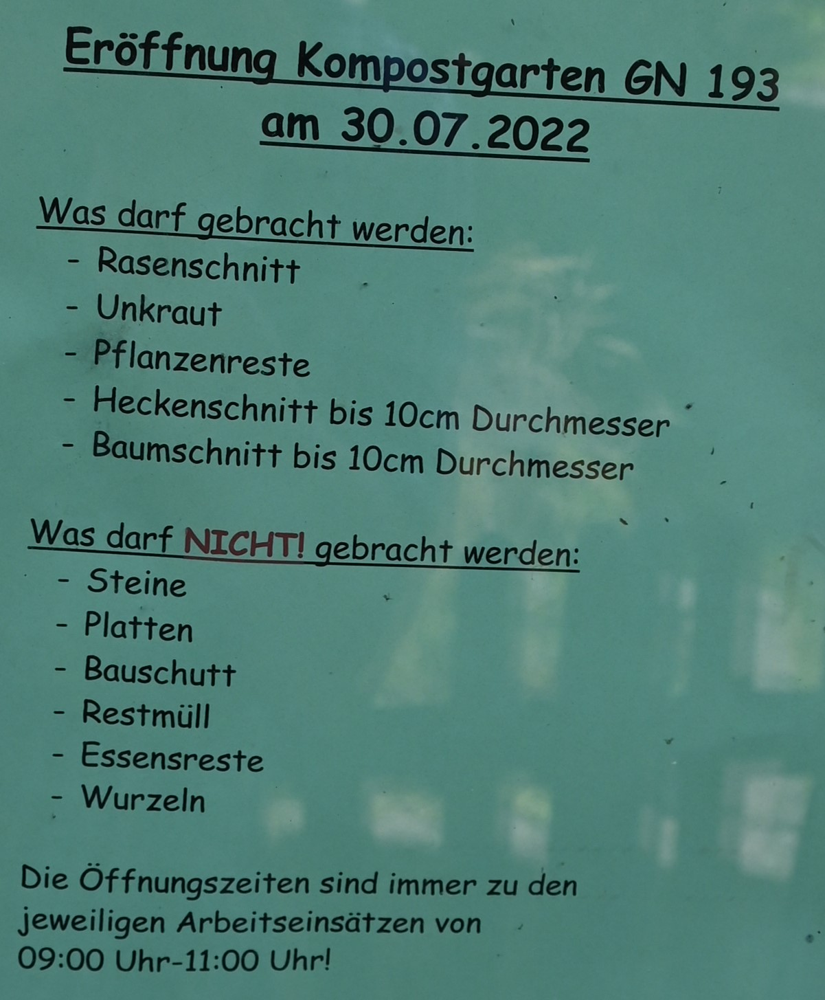 Eröffnung Kompostgarten GN 193
am 30.07.2022
Was darf gebracht werden:
- Rasenschnitt
- Unkraut
- Pflanzenreste
- Heckenschnitt bis 10cm Durchmesser
- Baumschnitt bis 10cm Durchmesser
Was darf NICHT! gebracht werden:
- Steine
- Platten
- Bauschutt
- Restmüll
- Essensreste
- Wurzeln
Die Öffnungszeiten sind immer zu den
jeweiligen Arbeitseinsätzen von
09:00 Uhr-11:00 Uhr!